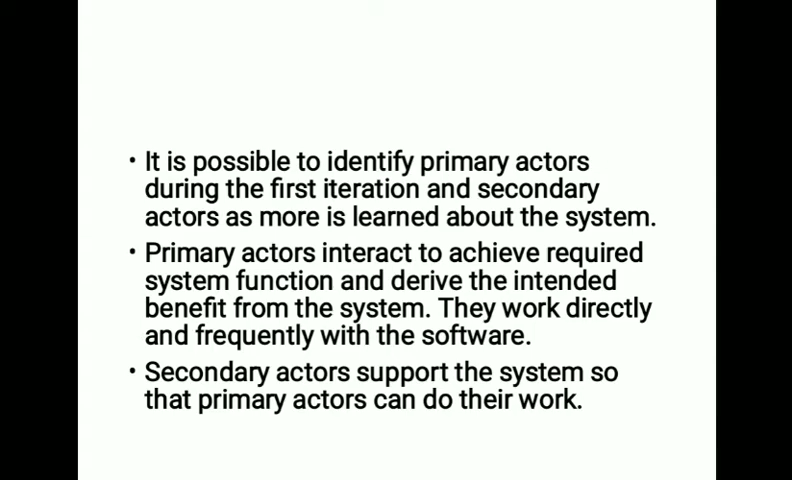 • It is possible to identify primary actors
during the first iteration and secondary
actors as more is learned about the system.
• Primary actors interact to achieve required
system function and derive the intended
benefit from the system. They work directly
and frequently with the software.
• Secondary actors support the system so
that primary actors can do their work.